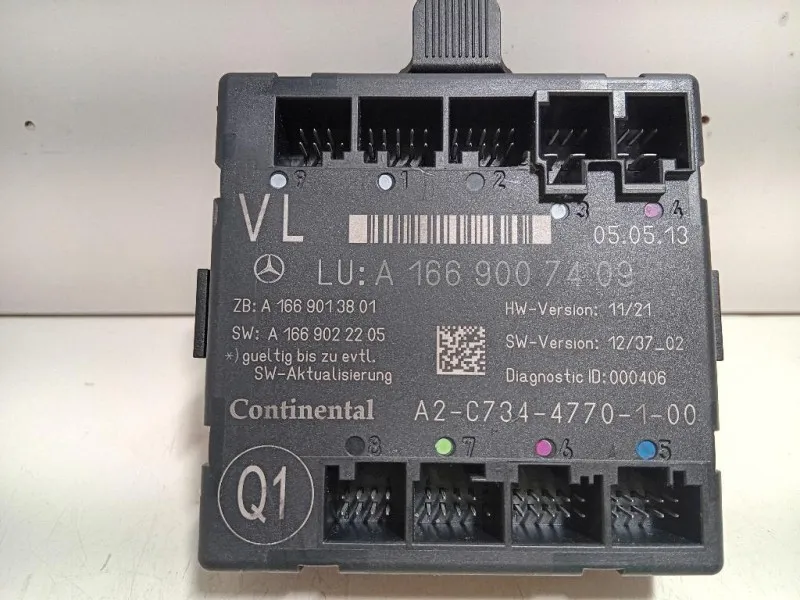 9 1 2
3 4
VL
05.05.13
LU: A 166 900 74 09
ZB: A 166 901 38 01
HW-Version: 11/21
SW: A 166 902 22 05
SW-Version: 12/37_02
*) gueltig bis zu evtl.
SW-Aktualisierung
Diagnostic ID: 000406
Continental
A2-C734-4770-1-00
8 7 6 5
Q1